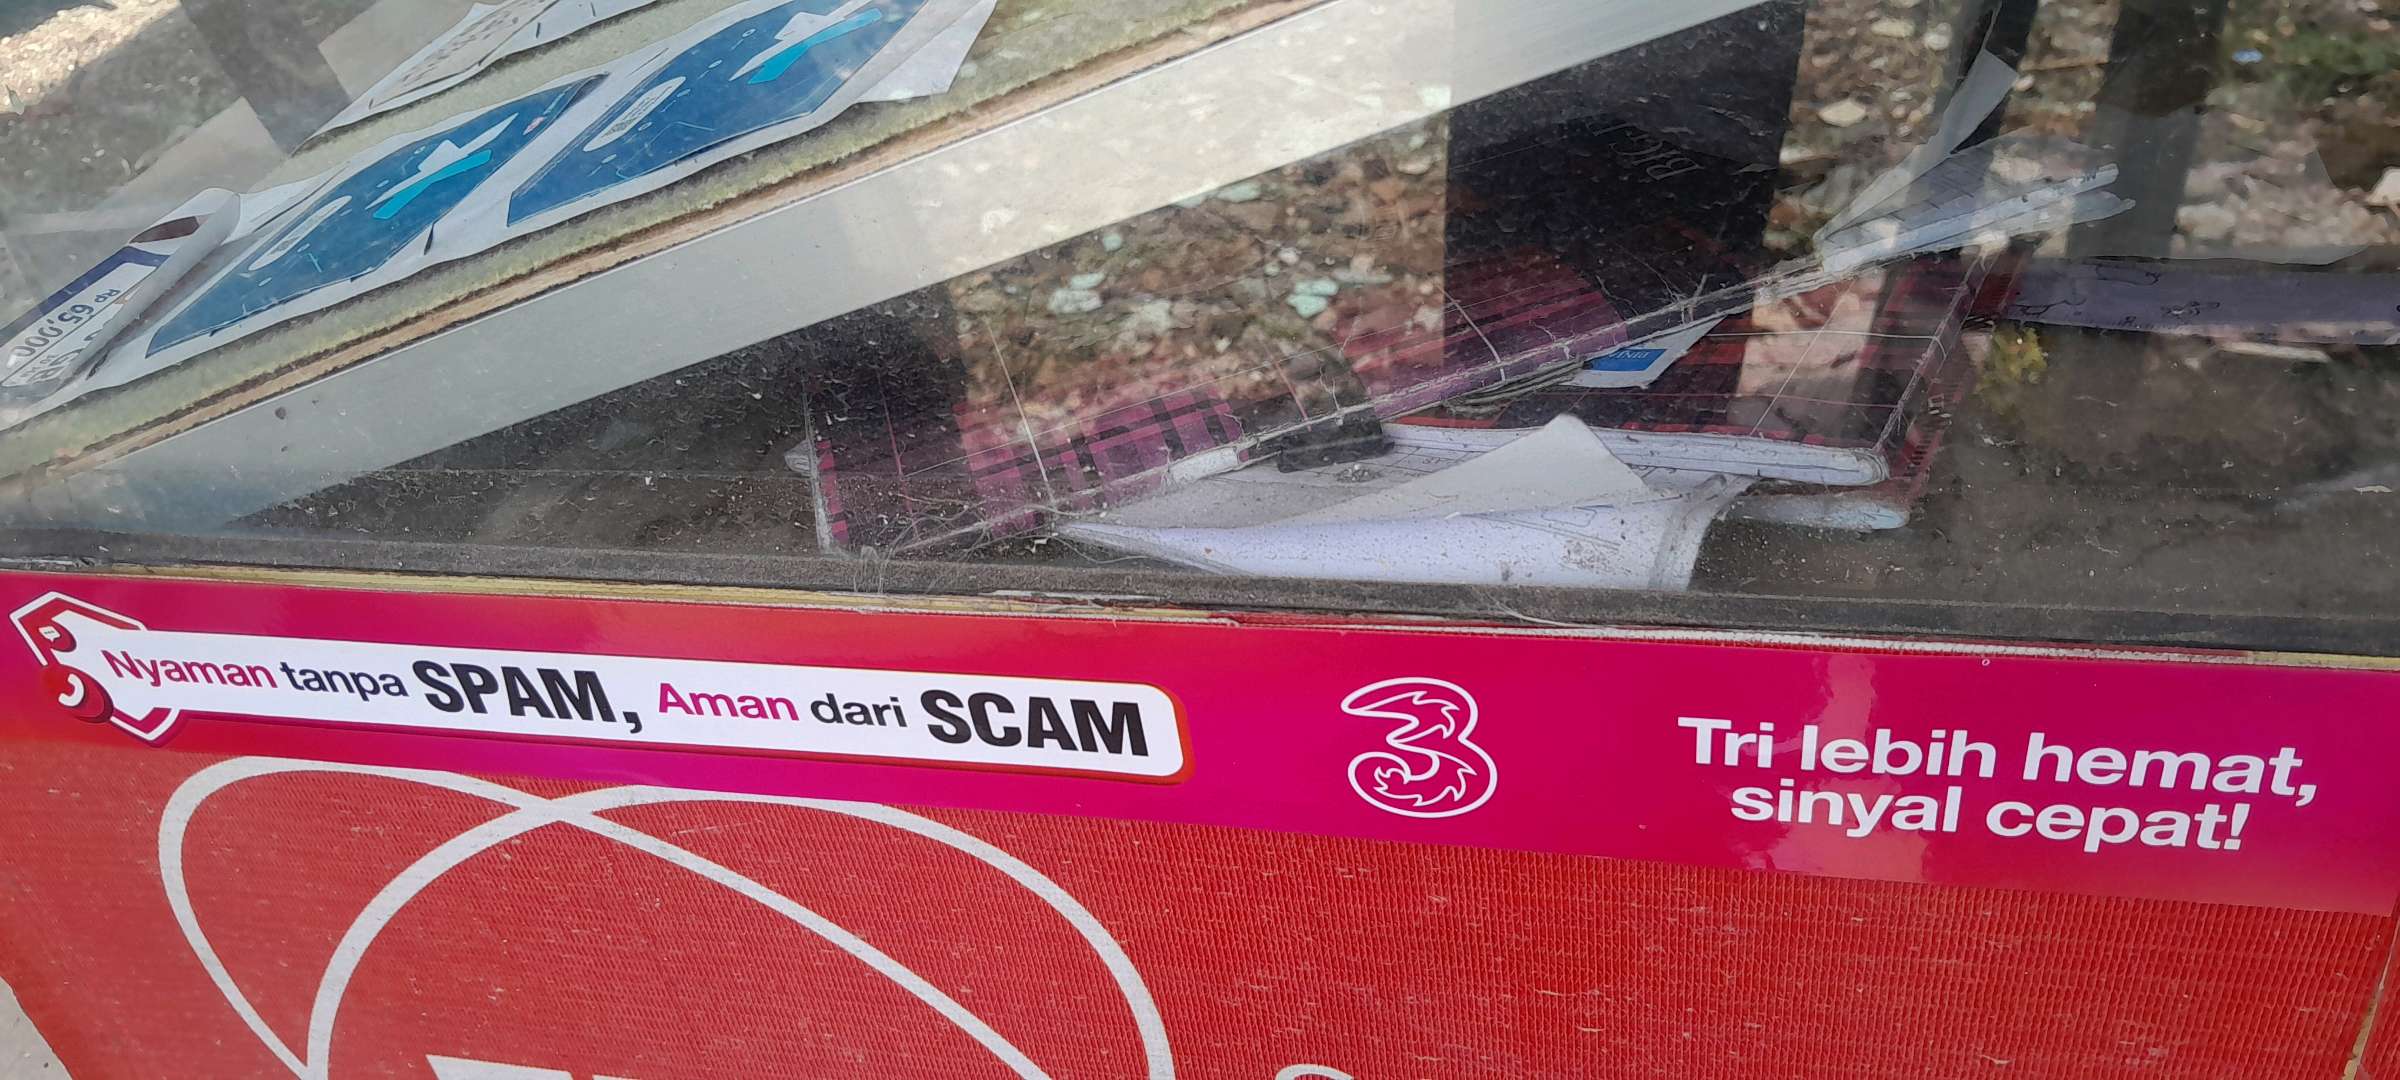 Rp 65,000
Nyaman tanpa SPAM, Aman dari SCAM
3
Tri lebih hemat,
sinyal cepat!